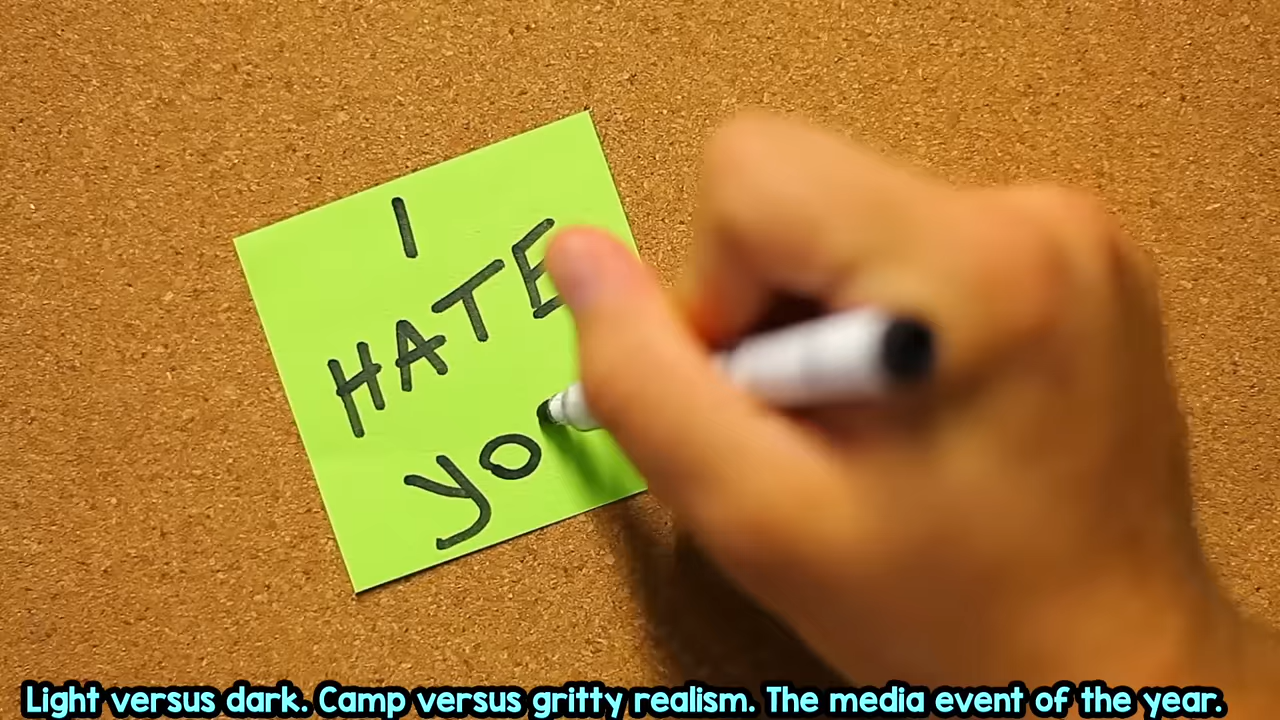 I
HATE
YO
Light versus dark. Camp versus gritty realism. The media event of the year.